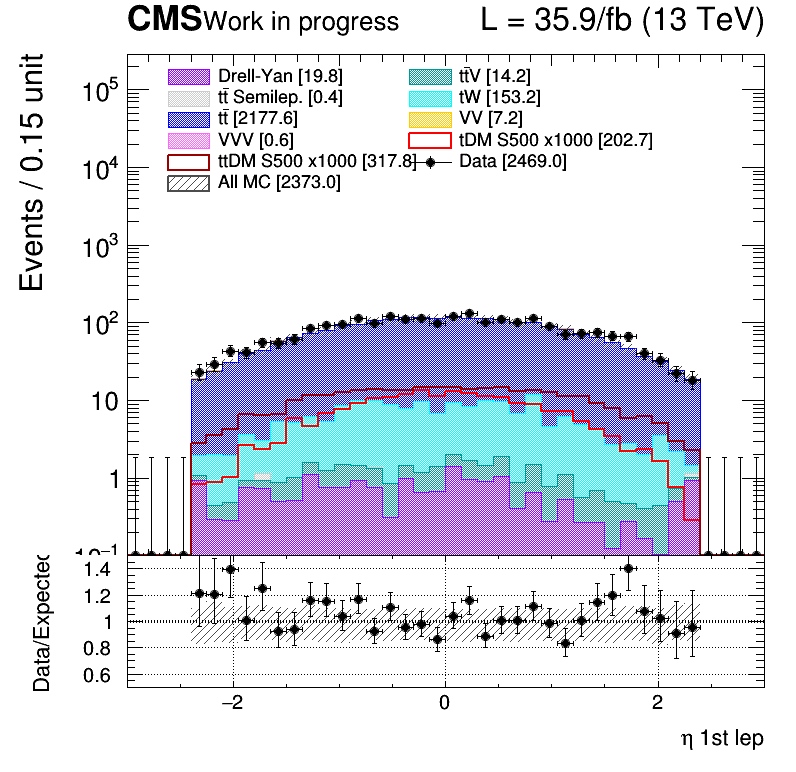 CMS Work in progress L = 35.9/fb (13 TeV)
Events / 0.15 unit
Drell-Yan [19.8] tt̄V [14.2]
tt̄ Semilep. [0.4] tW [153.2]
tt̄ [2177.6] VV [7.2]
VVV [0.6] tDM S500 x1000 [202.7]
ttDM S500 x1000 [317.8] Data [2469.0]
All MC [2373.0]
10⁵
10⁴
10³
10²
10
1
10⁻¹
Data/Expected
1.4
1.2
1
0.8
0.6
−2 0 2
η 1st lep